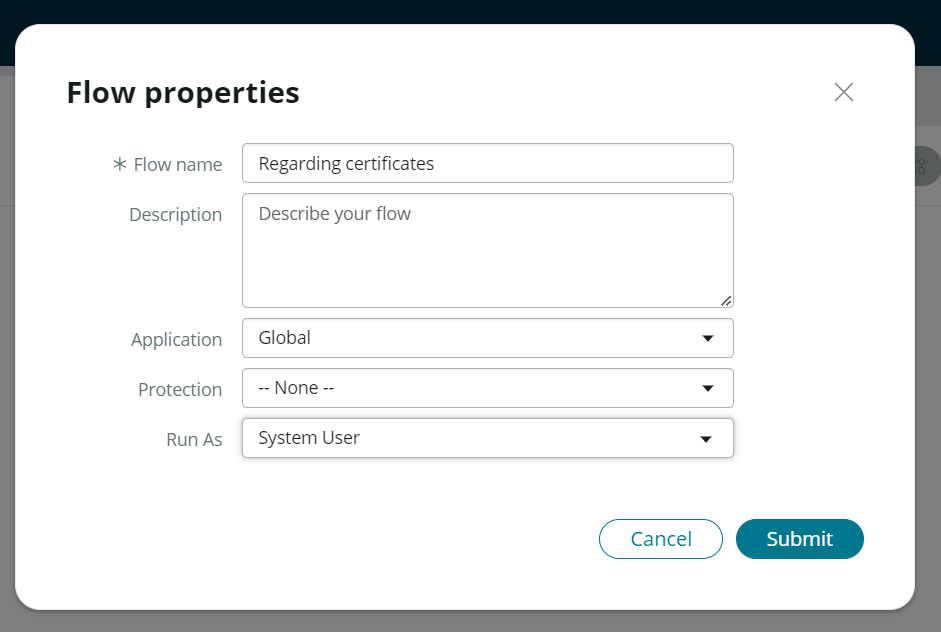 Flow properties
* Flow name Regarding certificates
Description Describe your flow
Application Global
Protection -- None --
Run As System User
Cancel Submit